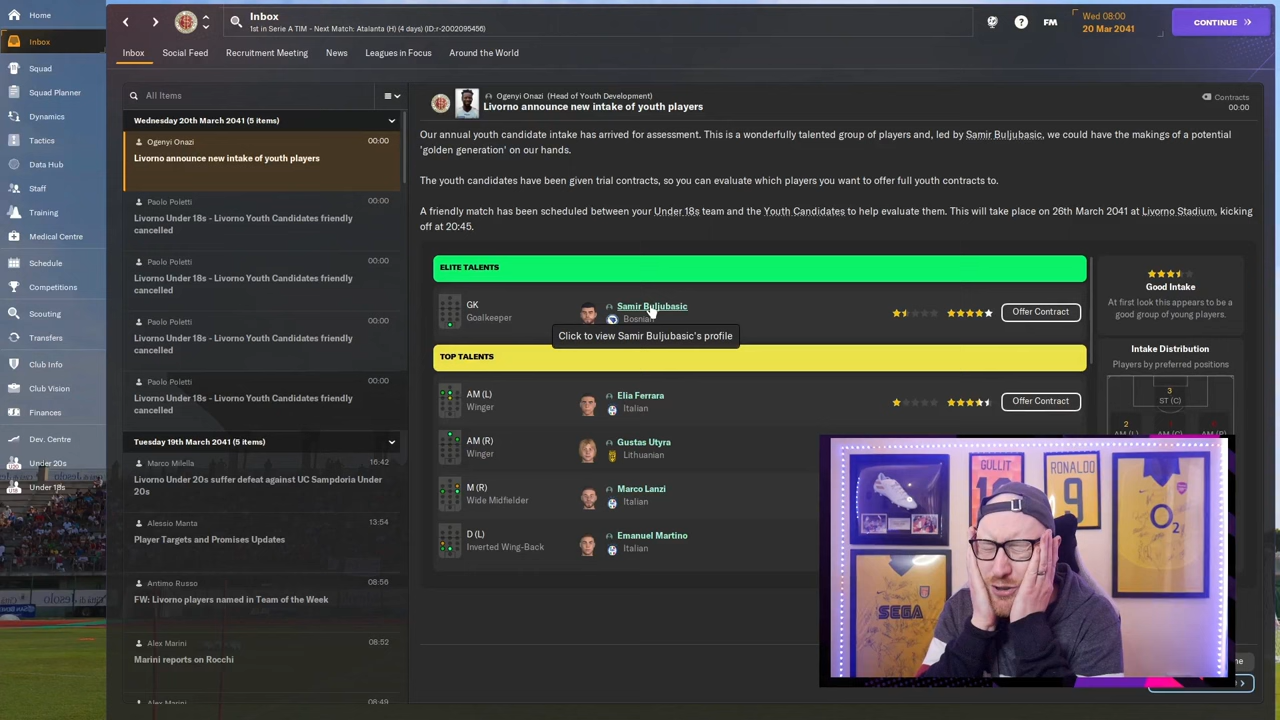 Home
Inbox
Squad
Squad Planner
Dynamics
Tactics
Data Hub
Staff
Training
Medical Centre
Schedule
Competitions
Scouting
Transfers
Club Info
Club Vision
Finances
Dev. Centre
Under 20s
Under 18s
Inbox
1st in Serie A TIM - Next Match: Atalanta (H) (4 days) (ID:r-2002095456)
FM
Wed 08:00
20 Mar 2041
CONTINUE
Inbox
Social Feed
Recruitment Meeting
News
Leagues in Focus
Around the World
All Items
Wednesday 20th March 2041 (5 items)
Ogenyi Onazi 00:00
Livorno announce new intake of youth players
Paolo Poletti 00:00
Livorno Under 18s - Livorno Youth Candidates friendly
cancelled
Paolo Poletti 00:00
Livorno Under 18s - Livorno Youth Candidates friendly
cancelled
Paolo Poletti 00:00
Livorno Under 18s - Livorno Youth Candidates friendly
cancelled
Paolo Poletti 00:00
Livorno Under 18s - Livorno Youth Candidates friendly
cancelled
Tuesday 19th March 2041 (5 items)
Marco Milella 16:42
Livorno Under 20s suffer defeat against UC Sampdoria Under
20s
Alessio Manta 13:54
Player Targets and Promises Updates
Antimo Russo 08:56
FW: Livorno players named in Team of the Week
Alex Marini 08:52
Marini reports on Rocchi
Alex Marini 08:49
Ogenyi Onazi (Head of Youth Development)
Livorno announce new intake of youth players
Contracts
00:00
Our annual youth candidate intake has arrived for assessment. This is a wonderfully talented group of players and, led by Samir Buljubasic, we could have the makings of a potential
'golden generation' on our hands.
The youth candidates have been given trial contracts, so you can evaluate which players you want to offer full youth contracts to.
A friendly match has been scheduled between your Under 18s team and the Youth Candidates to help evaluate them. This will take place on 26th March 2041 at Livorno Stadium, kicking
off at 20:45.
ELITE TALENTS
GK
Goalkeeper
Samir Buljubasic
Bosnian
Offer Contract
Click to view Samir Buljubasic's profile
TOP TALENTS
AM (L)
Winger
Elia Ferrara
Italian
Offer Contract
AM (R)
Winger
Gustas Utyra
Lithuanian
M (R)
Wide Midfielder
Marco Lanzi
Italian
D (L)
Inverted Wing-Back
Emanuel Martino
Italian
Good Intake
At first look this appears to be a
good group of young players.
Intake Distribution
Players by preferred positions
3
ST (C)
2
AM (L)
AM (C)
AM (R)
GULLIT
RONALDO
9
O2
SEGA